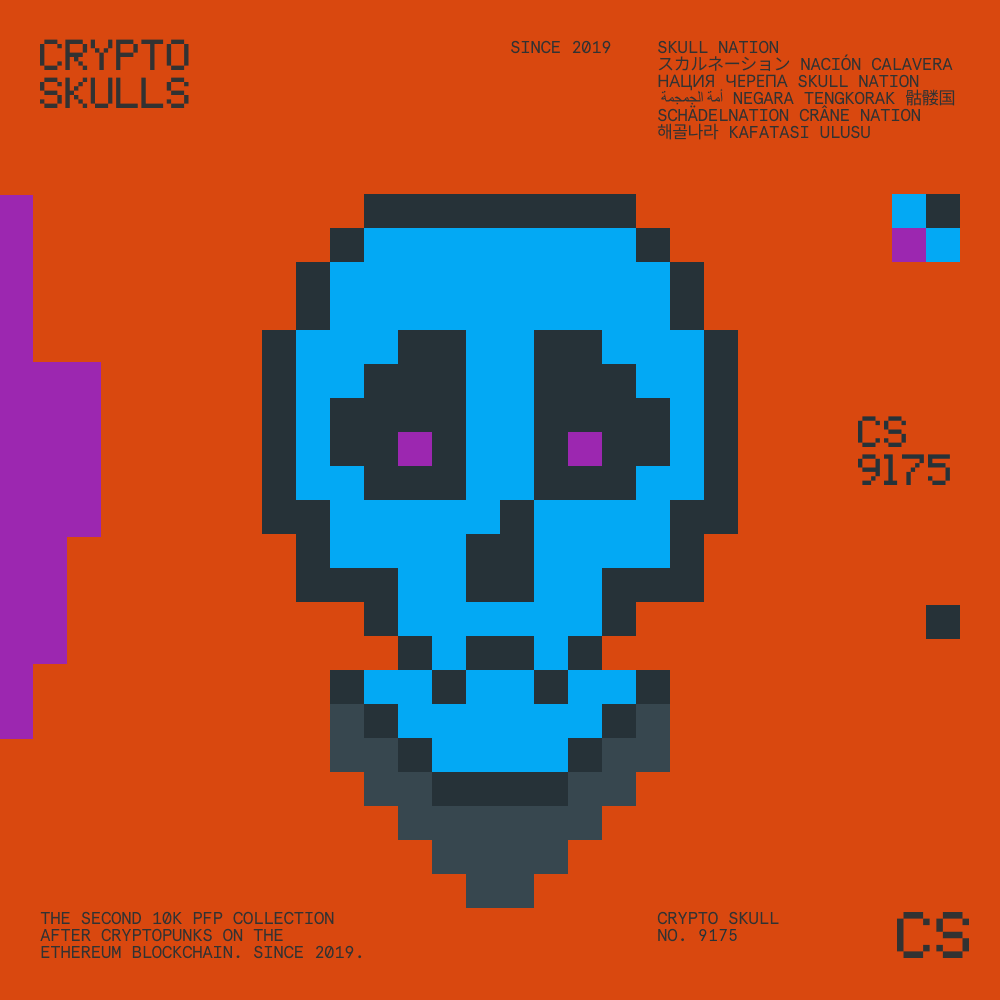 CRYPTO
SKULLS
SINCE 2019
SKULL NATION
スカルネーション NACIÓN CALAVERA
НАЦИЯ ЧЕРЕПА SKULL NATION
أمة الجمجمة NEGARA TENGKORAK 骷髅国
SCHÄDELNATION CRÂNE NATION
해골나라 KAFATASI ULUSU
CS
9175
THE SECOND 10K PFP COLLECTION
AFTER CRYPTOPUNKS ON THE
ETHEREUM BLOCKCHAIN. SINCE 2019.
CRYPTO SKULL
NO. 9175
CS